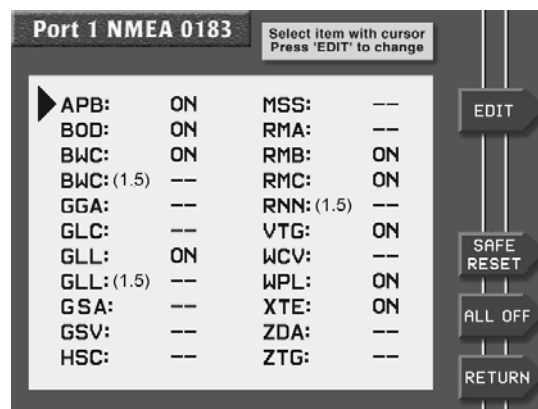 Port 1 NMEA 0183
Select item with cursor
Press 'EDIT' to change
APB: ON MSS: --
BOD: ON RMA: --
BWC: ON RMB: ON
BWC: (1.5) -- RMC: ON
GGA: -- RNN: (1.5) --
GLC: -- VTG: ON
GLL: ON WCV: --
GLL: (1.5) -- WPL: ON
GSA: -- XTE: ON
GSV: -- ZDA: --
HSC: -- ZTG: --
EDIT
SAFE
RESET
ALL OFF
RETURN